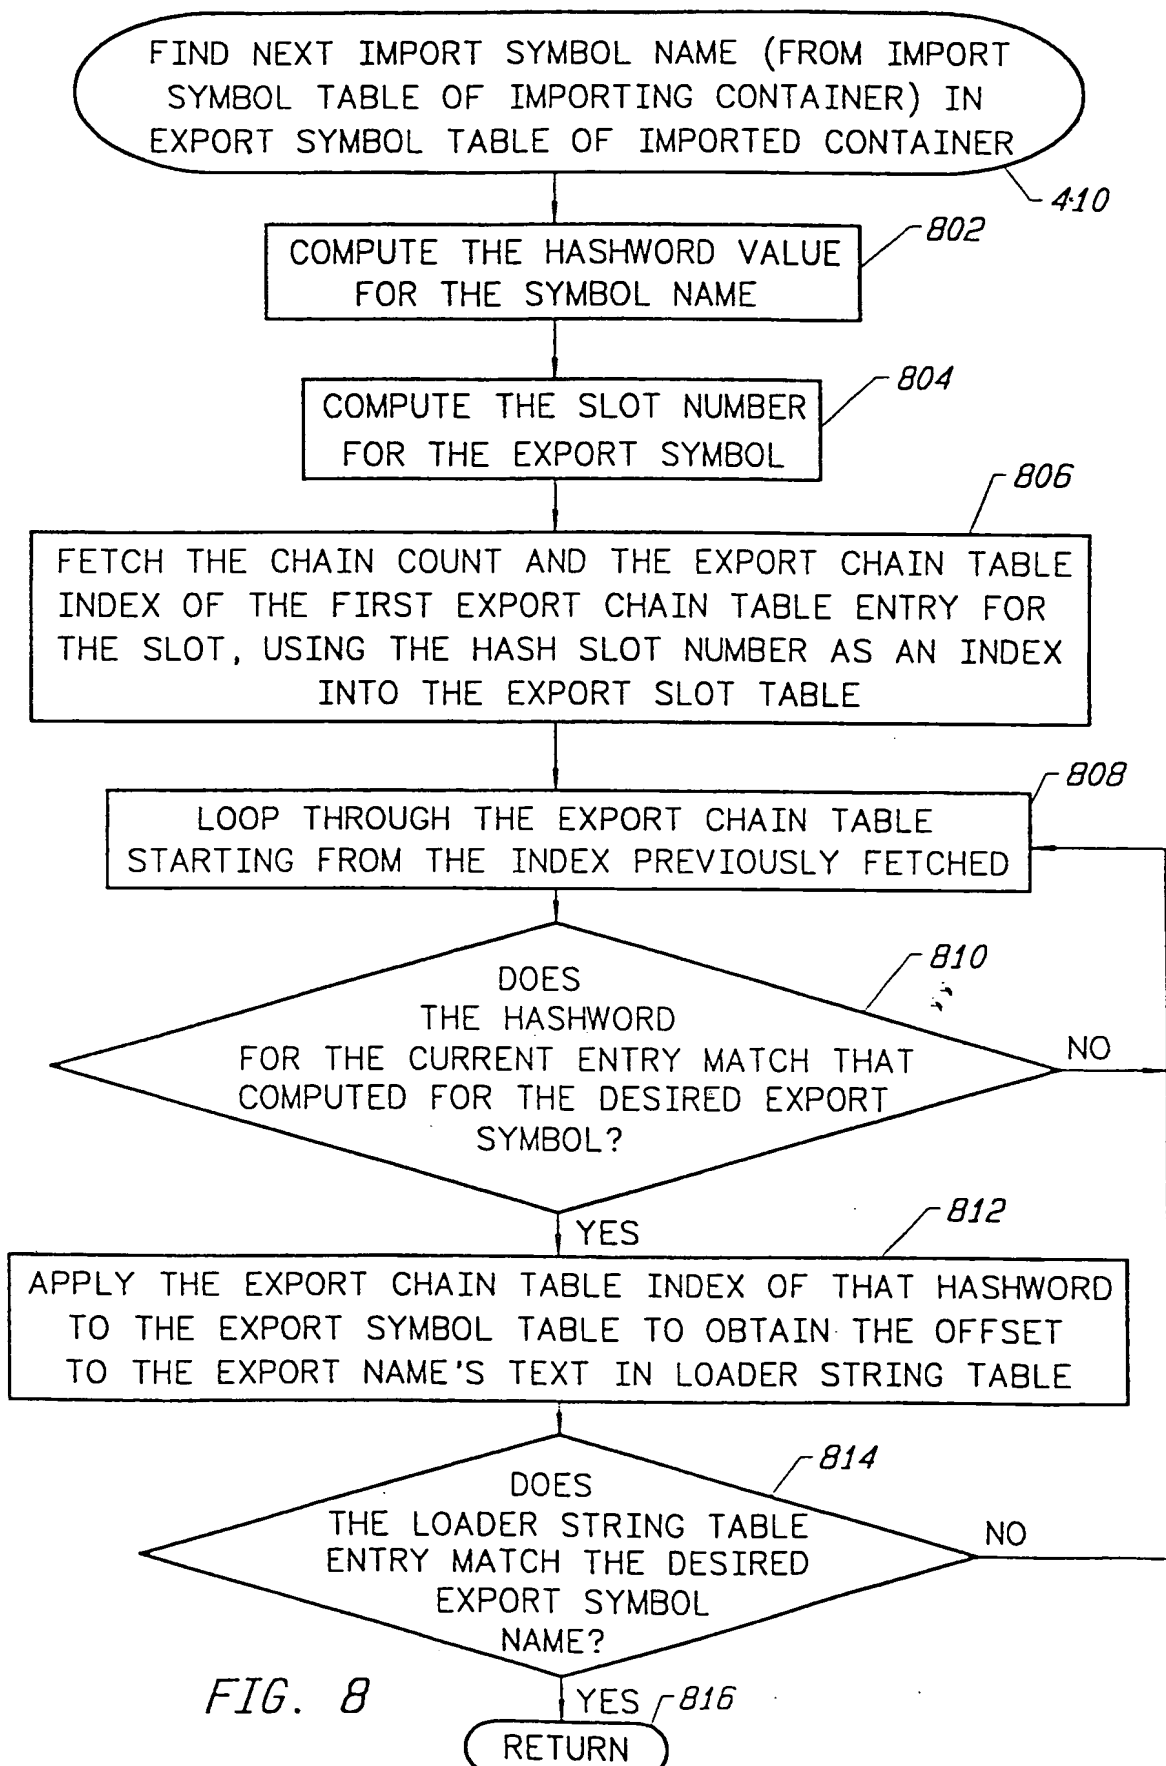 FIND NEXT IMPORT SYMBOL NAME (FROM IMPORT
SYMBOL TABLE OF IMPORTING CONTAINER) IN
EXPORT SYMBOL TABLE OF IMPORTED CONTAINER
410
802
COMPUTE THE HASHWORD VALUE
FOR THE SYMBOL NAME
804
COMPUTE THE SLOT NUMBER
FOR THE EXPORT SYMBOL
806
FETCH THE CHAIN COUNT AND THE EXPORT CHAIN TABLE
INDEX OF THE FIRST EXPORT CHAIN TABLE ENTRY FOR
THE SLOT, USING THE HASH SLOT NUMBER AS AN INDEX
INTO THE EXPORT SLOT TABLE
808
LOOP THROUGH THE EXPORT CHAIN TABLE
STARTING FROM THE INDEX PREVIOUSLY FETCHED
810
DOES
THE HASHWORD
FOR THE CURRENT ENTRY MATCH THAT
COMPUTED FOR THE DESIRED EXPORT
SYMBOL?
NO
YES
812
APPLY THE EXPORT CHAIN TABLE INDEX OF THAT HASHWORD
TO THE EXPORT SYMBOL TABLE TO OBTAIN THE OFFSET
TO THE EXPORT NAME'S TEXT IN LOADER STRING TABLE
814
DOES
THE LOADER STRING TABLE
ENTRY MATCH THE DESIRED
EXPORT SYMBOL
NAME?
NO
YES
816
RETURN
FIG. 8